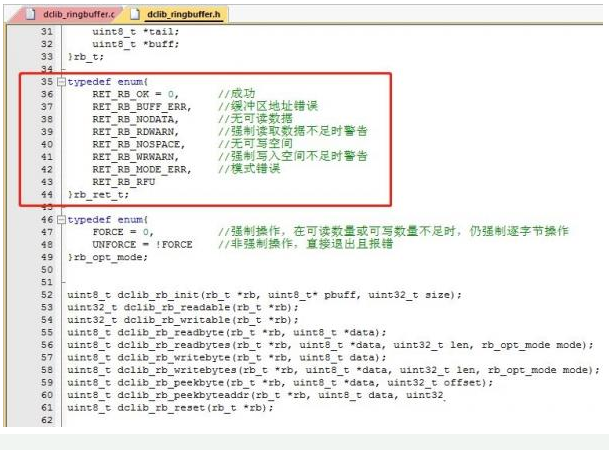 dclib_ringbuffer.c dclib_ringbuffer.h
31 uint8_t *tail;
32 uint8_t *buff;
33 }rb_t;
34
35 typedef enum{
36 RET_RB_OK = 0, //成功
37 RET_RB_BUFF_ERR, //缓冲区地址错误
38 RET_RB_NODATA, //无可读数据
39 RET_RB_RDWARN, //强制读取数据不足时警告
40 RET_RB_NOSPACE, //无可写空间
41 RET_RB_WRWARN, //强制写入空间不足时警告
42 RET_RB_MODE_ERR, //模式错误
43 RET_RB_RFU
44 }rb_ret_t;
45
46 typedef enum{
47 FORCE = 0, //强制操作，在可读数量或可写数量不足时，仍强制逐字节操作
48 UNFORCE = !FORCE //非强制操作，直接退出且报错
49 }rb_opt_mode;
50
51
52 uint8_t dclib_rb_init(rb_t *rb, uint8_t* pbuff, uint32_t size);
53 uint32_t dclib_rb_readable(rb_t *rb);
54 uint32_t dclib_rb_writable(rb_t *rb);
55 uint8_t dclib_rb_readbyte(rb_t *rb, uint8_t *data);
56 uint8_t dclib_rb_readbytes(rb_t *rb, uint8_t *data, uint32_t len, rb_opt_mode mode);
57 uint8_t dclib_rb_writebyte(rb_t *rb, uint8_t data);
58 uint8_t dclib_rb_writebytes(rb_t *rb, uint8_t *data, uint32_t len, rb_opt_mode mode);
59 uint8_t dclib_rb_peekbyte(rb_t *rb, uint8_t *data, uint32_t offset);
60 uint8_t dclib_rb_peekbyteaddr(rb_t *rb, uint8_t data, uint32
61 uint8_t dclib_rb_reset(rb_t *rb);
62